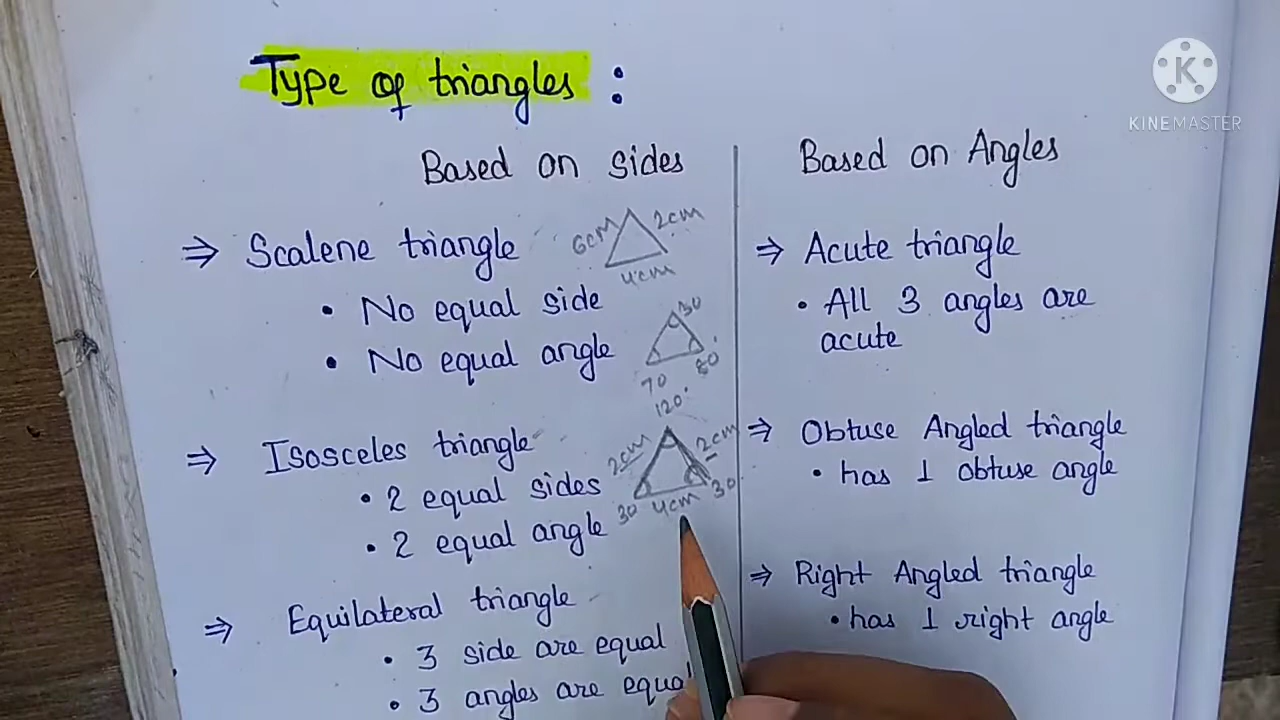 Type of triangles :
Based on sides
⇒ Scalene triangle
• No equal side
• No equal angle
6cm 2cm
4cm
30
70 80
⇒ Isosceles triangle
• 2 equal sides
• 2 equal angle
120°
2cm 2cm
30 4cm 30
⇒ Equilateral triangle
• 3 side are equal
• 3 angles are equal
Based on Angles
⇒ Acute triangle
• All 3 angles are
acute
⇒ Obtuse Angled triangle
• has 1 obtuse angle
⇒ Right Angled triangle
• has 1 right angle
K
KINEMASTER